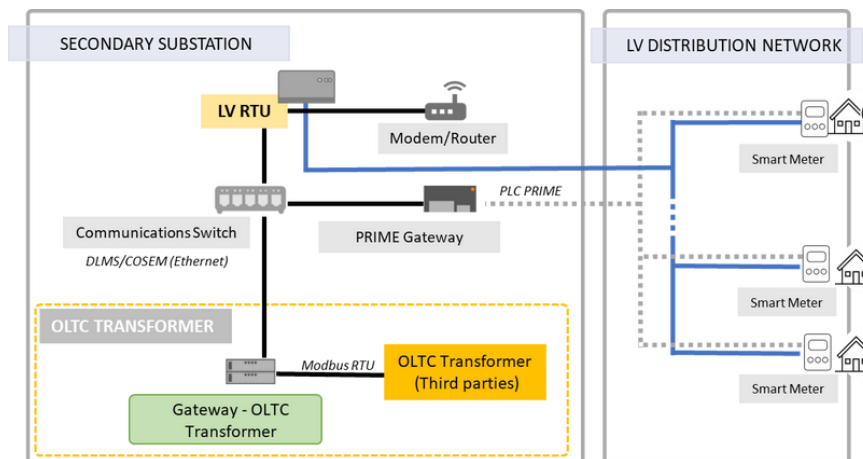 SECONDARY SUBSTATION
LV DISTRIBUTION NETWORK
LV RTU
Modem/Router
Smart Meter
PLC PRIME
Communications Switch
PRIME Gateway
DLMS/COSEM (Ethernet)
Smart Meter
OLTC TRANSFORMER
Modbus RTU
OLTC Transformer
(Third parties)
Smart Meter
Gateway - OLTC
Transformer